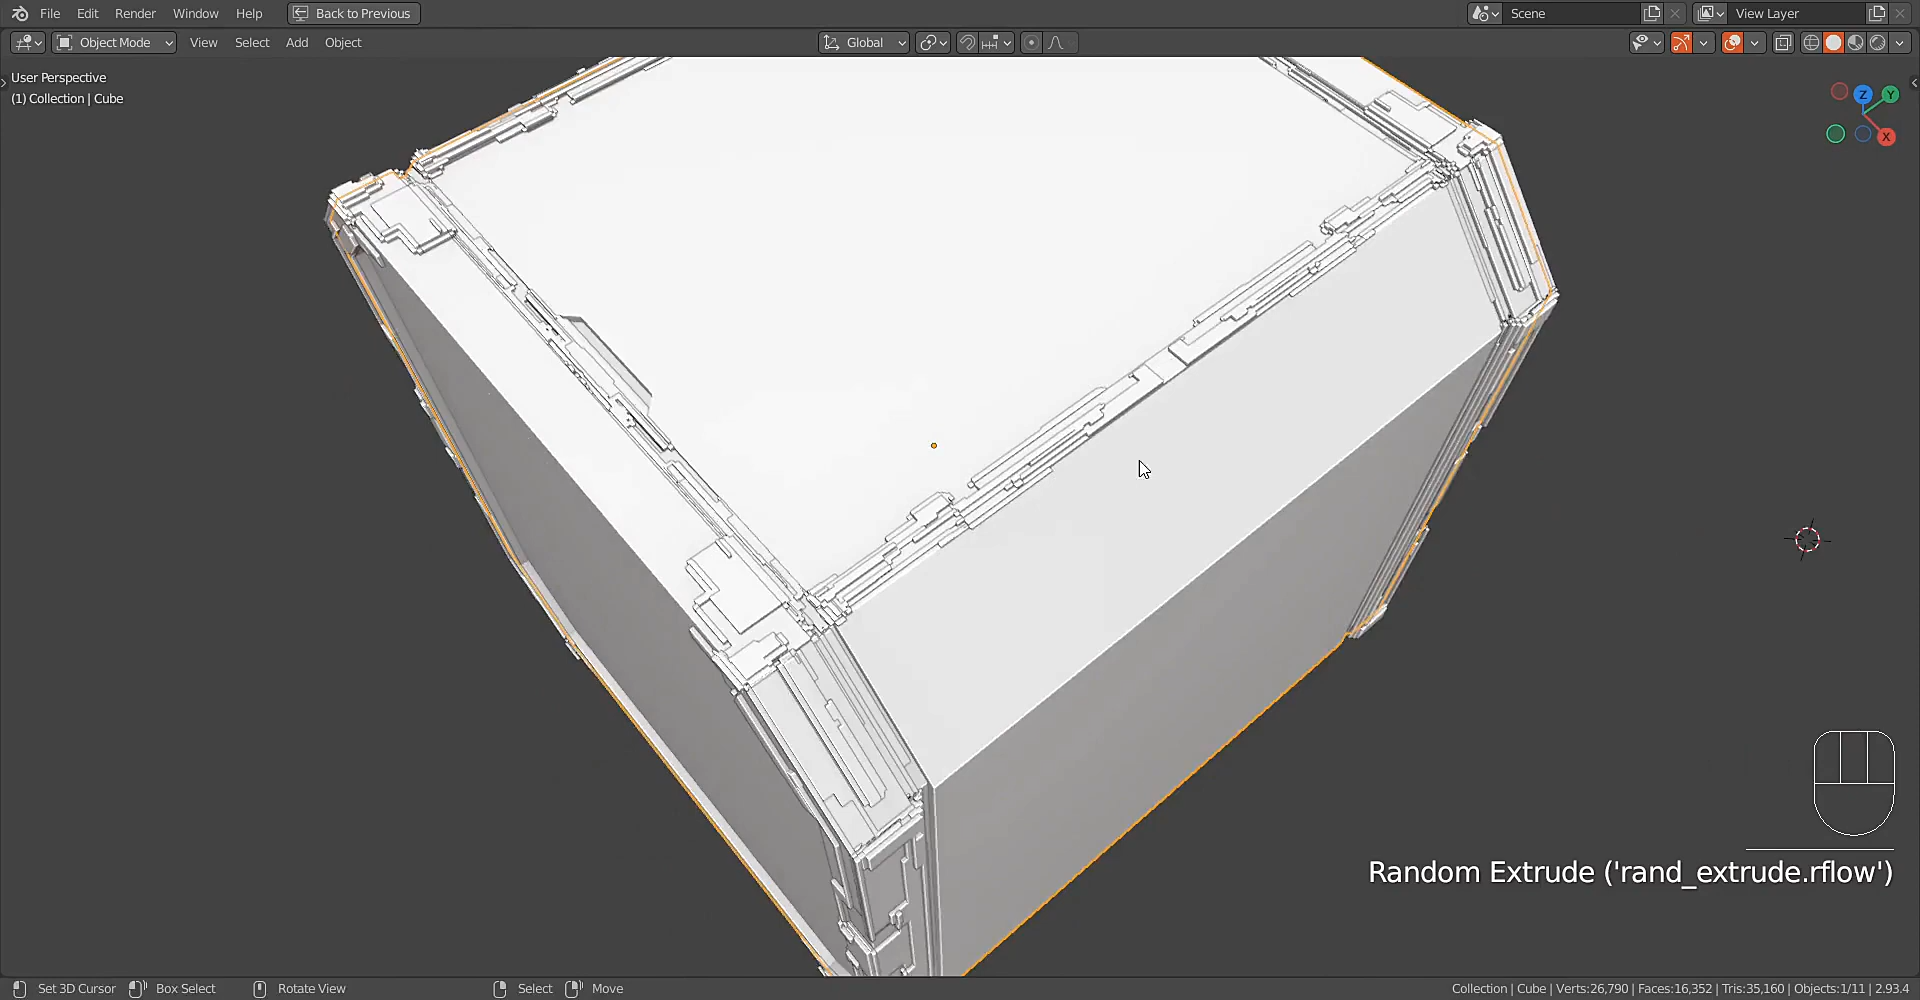 File Edit Render Window Help Back to Previous Scene View Layer
Object Mode View Select Add Object Global
User Perspective
(1) Collection | Cube
Z Y
X
Random Extrude ('rand_extrude.rflow')
Set 3D Cursor Box Select Rotate View Select Move Collection | Cube | Verts:26,790 | Faces:16,352 | Tris:35,160 | Objects:1/11 | 2.93.4